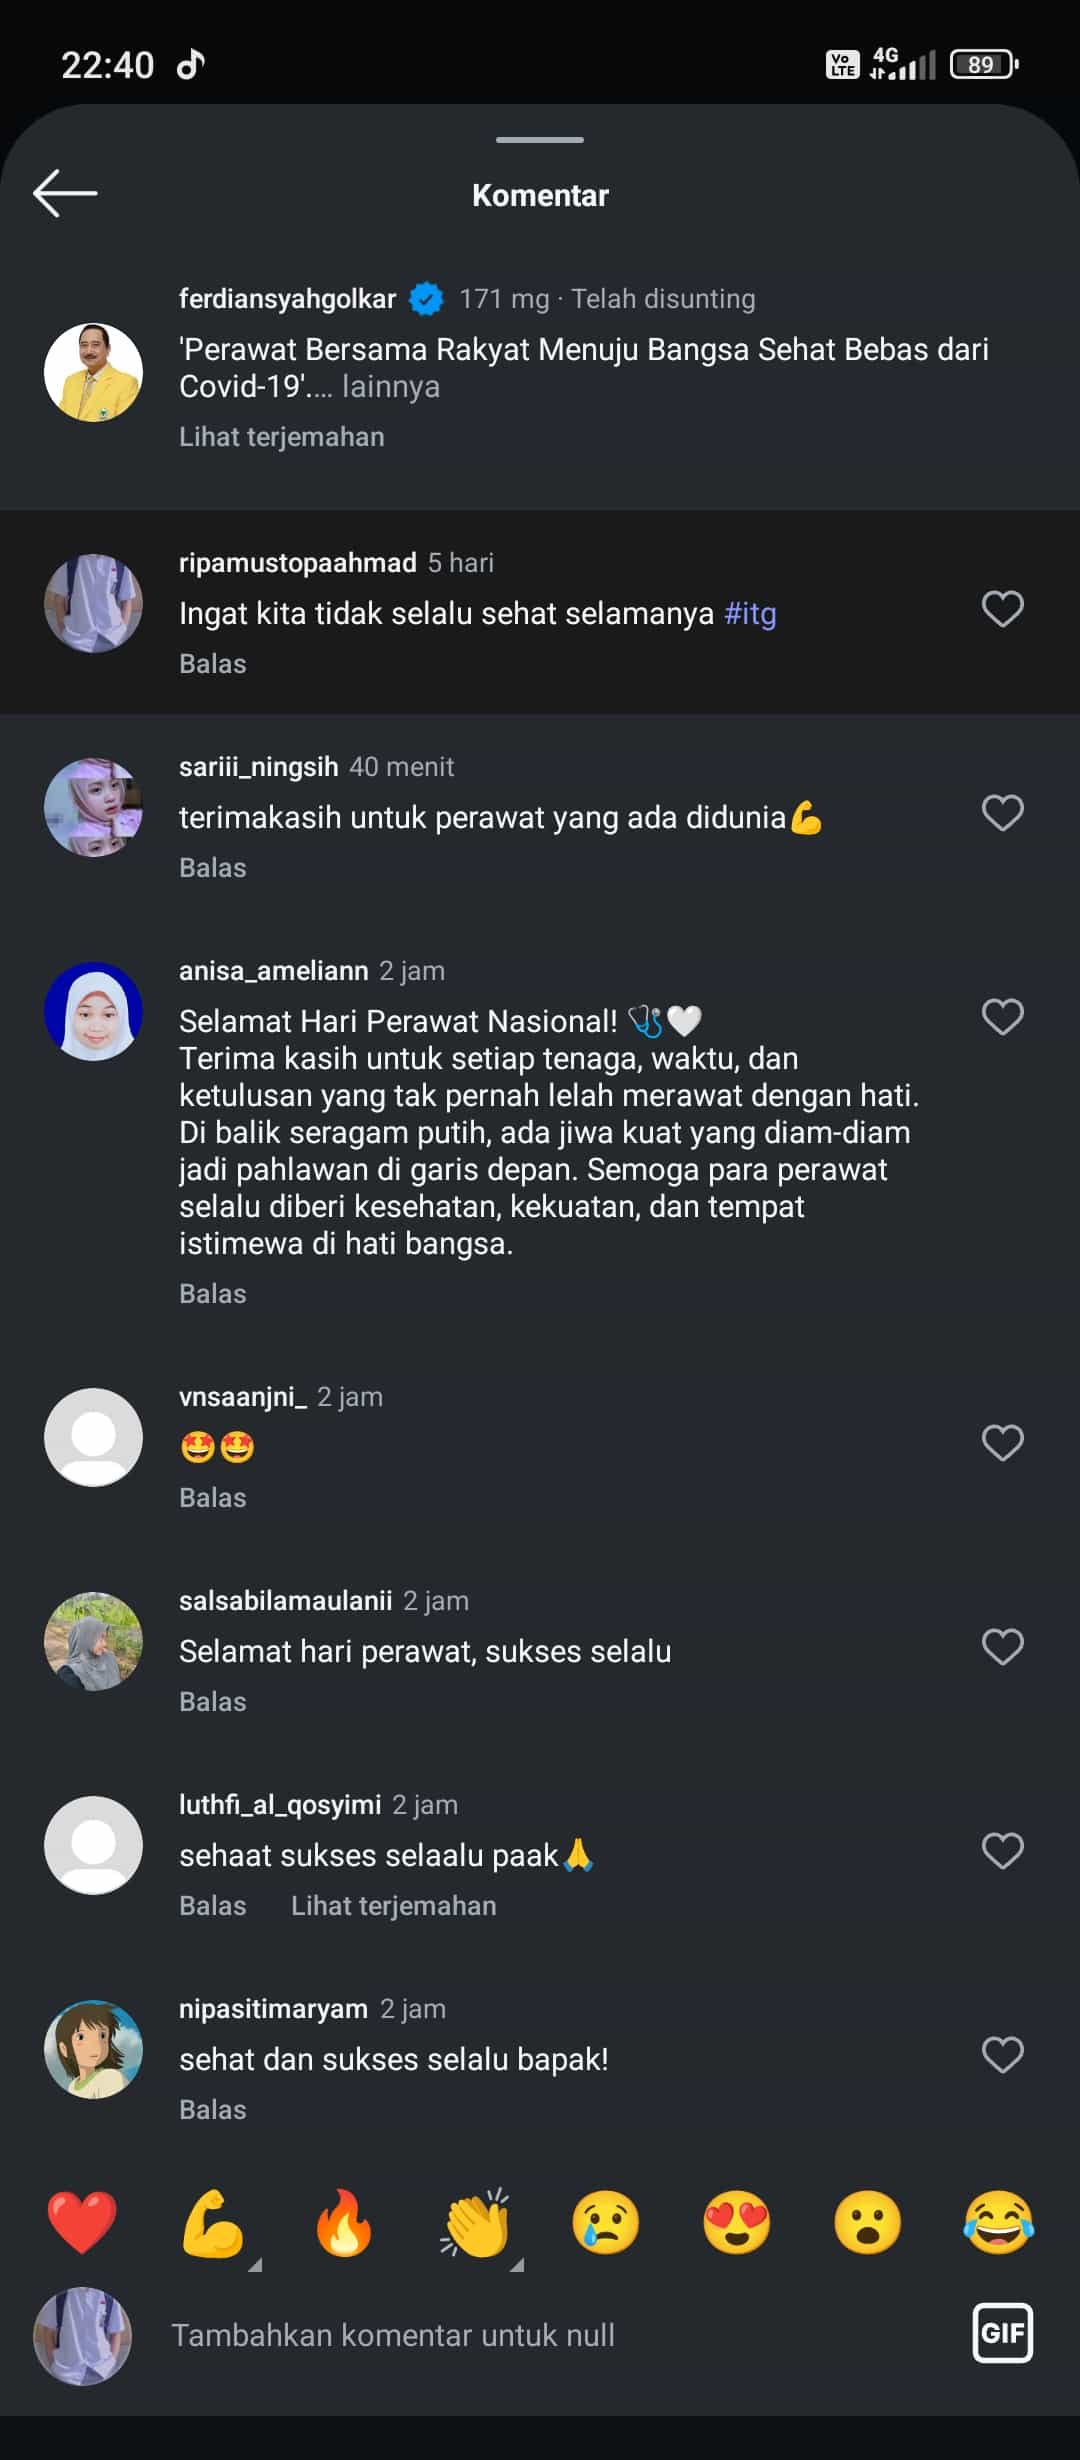 22:40
Vo LTE 4G 89
Komentar
ferdiansyahgolkar 171 mg · Telah disunting
'Perawat Bersama Rakyat Menuju Bangsa Sehat Bebas dari
Covid-19'.... lainnya
Lihat terjemahan
ripamustopaahmad 5 hari
Ingat kita tidak selalu sehat selamanya #itg
Balas
sariii_ningsih 40 menit
terimakasih untuk perawat yang ada didunia💪
Balas
anisa_ameliann 2 jam
Selamat Hari Perawat Nasional! 🩺🤍
Terima kasih untuk setiap tenaga, waktu, dan
ketulusan yang tak pernah lelah merawat dengan hati.
Di balik seragam putih, ada jiwa kuat yang diam-diam
jadi pahlawan di garis depan. Semoga para perawat
selalu diberi kesehatan, kekuatan, dan tempat
istimewa di hati bangsa.
Balas
vnsaanjni_ 2 jam
🤩🤩
Balas
salsabilamaulanii 2 jam
Selamat hari perawat, sukses selalu
Balas
luthfi_al_qosyimi 2 jam
sehaat sukses selaalu paak🙏
Balas Lihat terjemahan
nipasitimaryam 2 jam
sehat dan sukses selalu bapak!
Balas
❤️ 💪 🔥 👏 😢 😍 😮 😂
Tambahkan komentar untuk null GIF